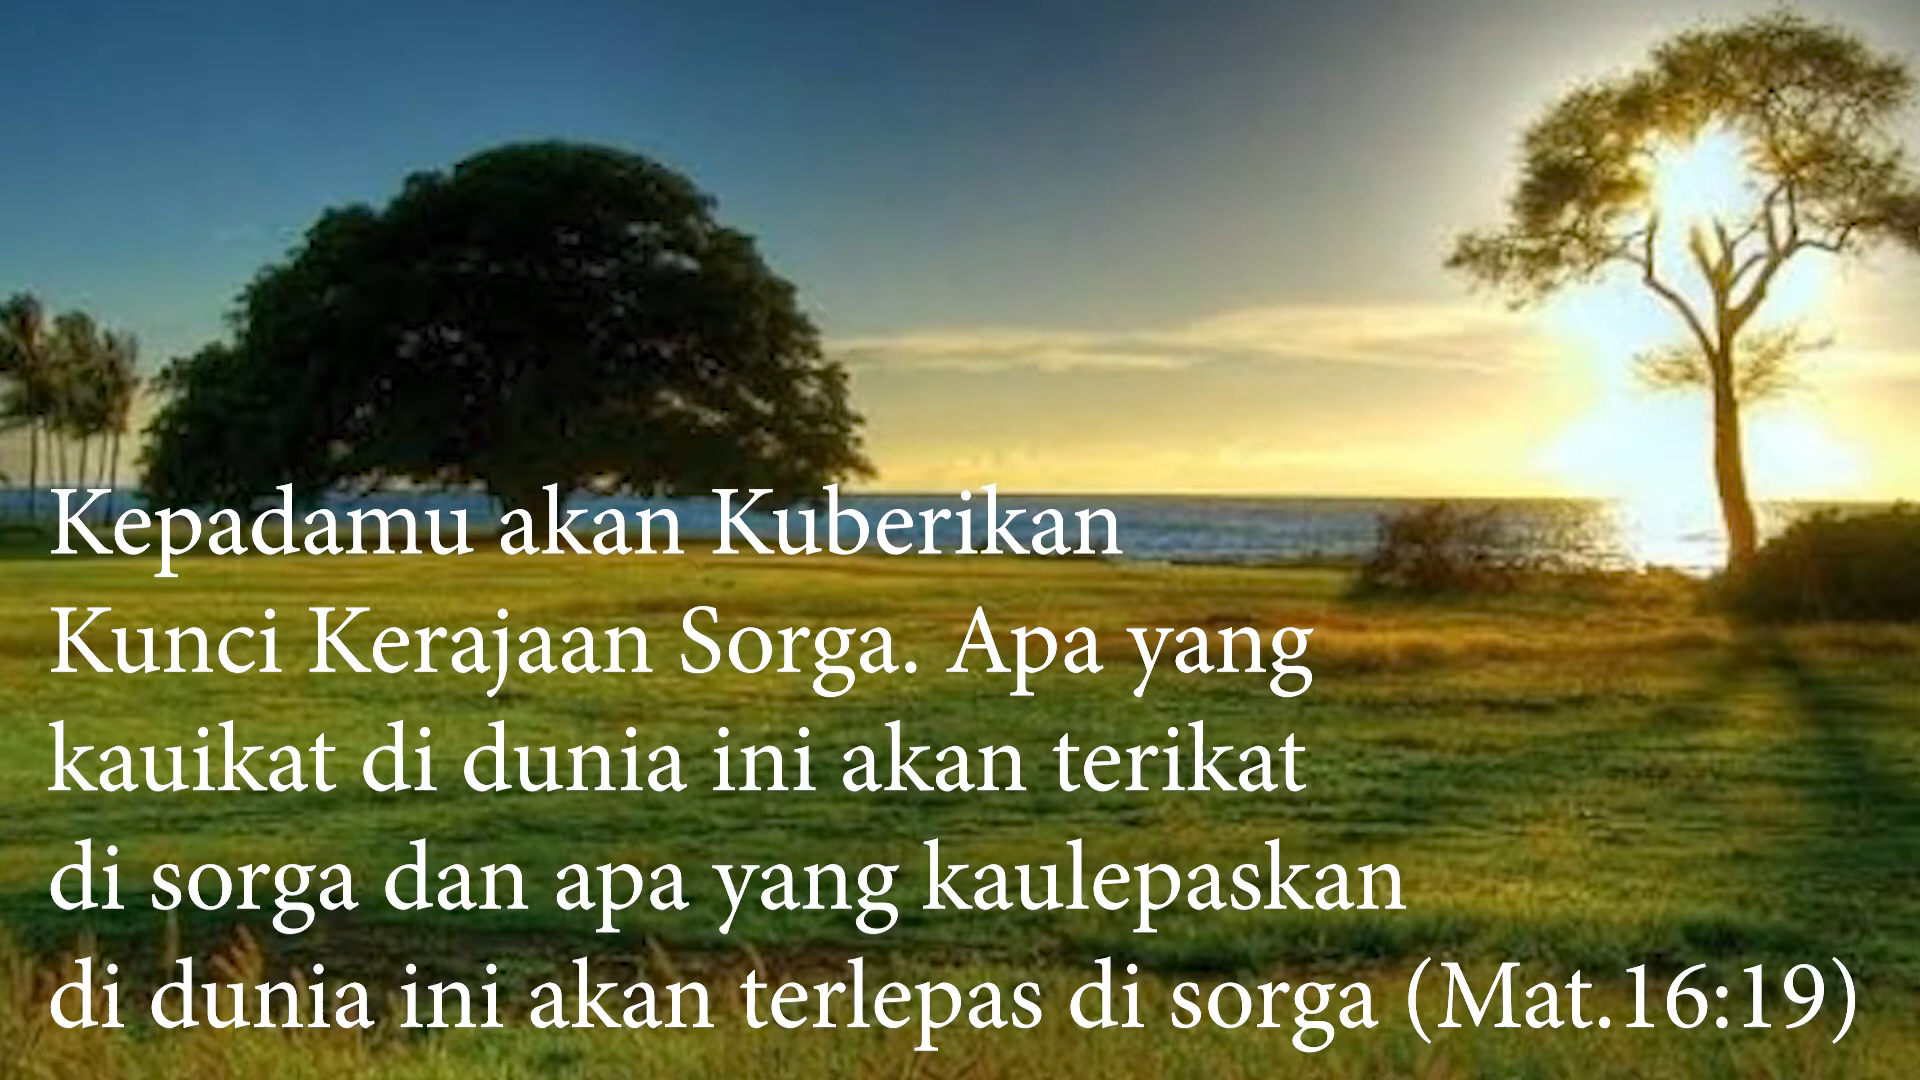 Kepadamu akan Kuberikan
Kunci Kerajaan Sorga. Apa yang
kauikat di dunia ini akan terikat
di sorga dan apa yang kaulepaskan
di dunia ini akan terlepas di sorga (Mat.16:19)